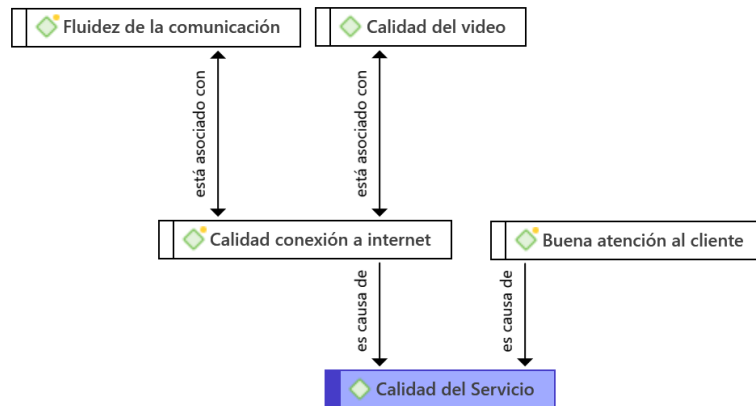 Fluidez de la comunicación
Calidad del video
está asociado con
está asociado con
Calidad conexión a internet
Buena atención al cliente
es causa de
es causa de
Calidad del Servicio